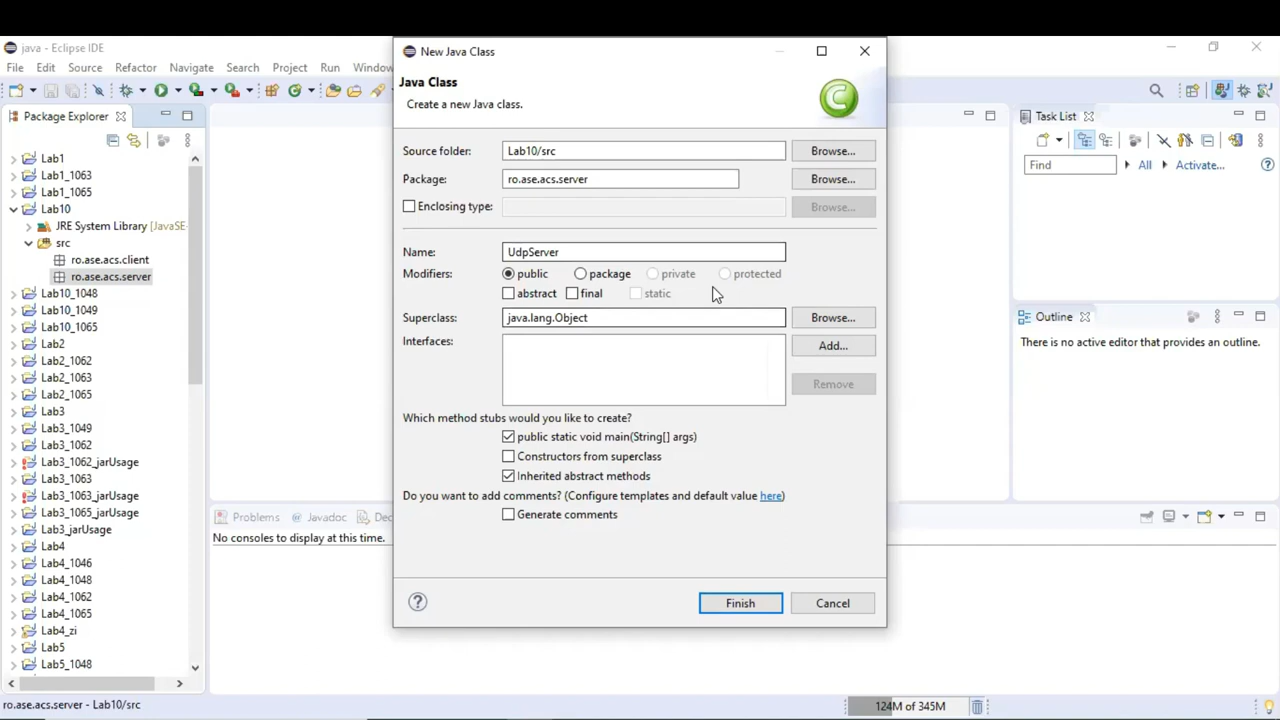 java - Eclipse IDE
File Edit Source Refactor Navigate Search Project Run Window
Package Explorer
Lab1
Lab1_1063
Lab1_1065
Lab10
JRE System Library [JavaSE-
src
ro.ase.acs.client
ro.ase.acs.server
Lab10_1048
Lab10_1049
Lab10_1065
Lab2
Lab2_1062
Lab2_1063
Lab2_1065
Lab3
Lab3_1049
Lab3_1062
Lab3_1062_jarUsage
Lab3_1063
Lab3_1063_jarUsage
Lab3_1065_jarUsage
Lab3_jarUsage
Lab4
Lab4_1046
Lab4_1048
Lab4_1062
Lab4_1065
Lab4_zi
Lab5
Lab5_1048
ro.ase.acs.server - Lab10/src
New Java Class
Java Class
Create a new Java class.
Source folder: Lab10/src Browse...
Package: ro.ase.acs.server Browse...
Enclosing type: Browse...
Name: UdpServer
Modifiers: public package private protected
abstract final static
Superclass: java.lang.Object Browse...
Interfaces: Add...
Remove
Which method stubs would you like to create?
public static void main(String[] args)
Constructors from superclass
Inherited abstract methods
Do you want to add comments? (Configure templates and default value here)
Generate comments
Finish Cancel
Problems @ Javadoc Dec
No consoles to display at this time.
Task List
Find All Activate...
Outline
There is no active editor that provides an outline.
124M of 345M